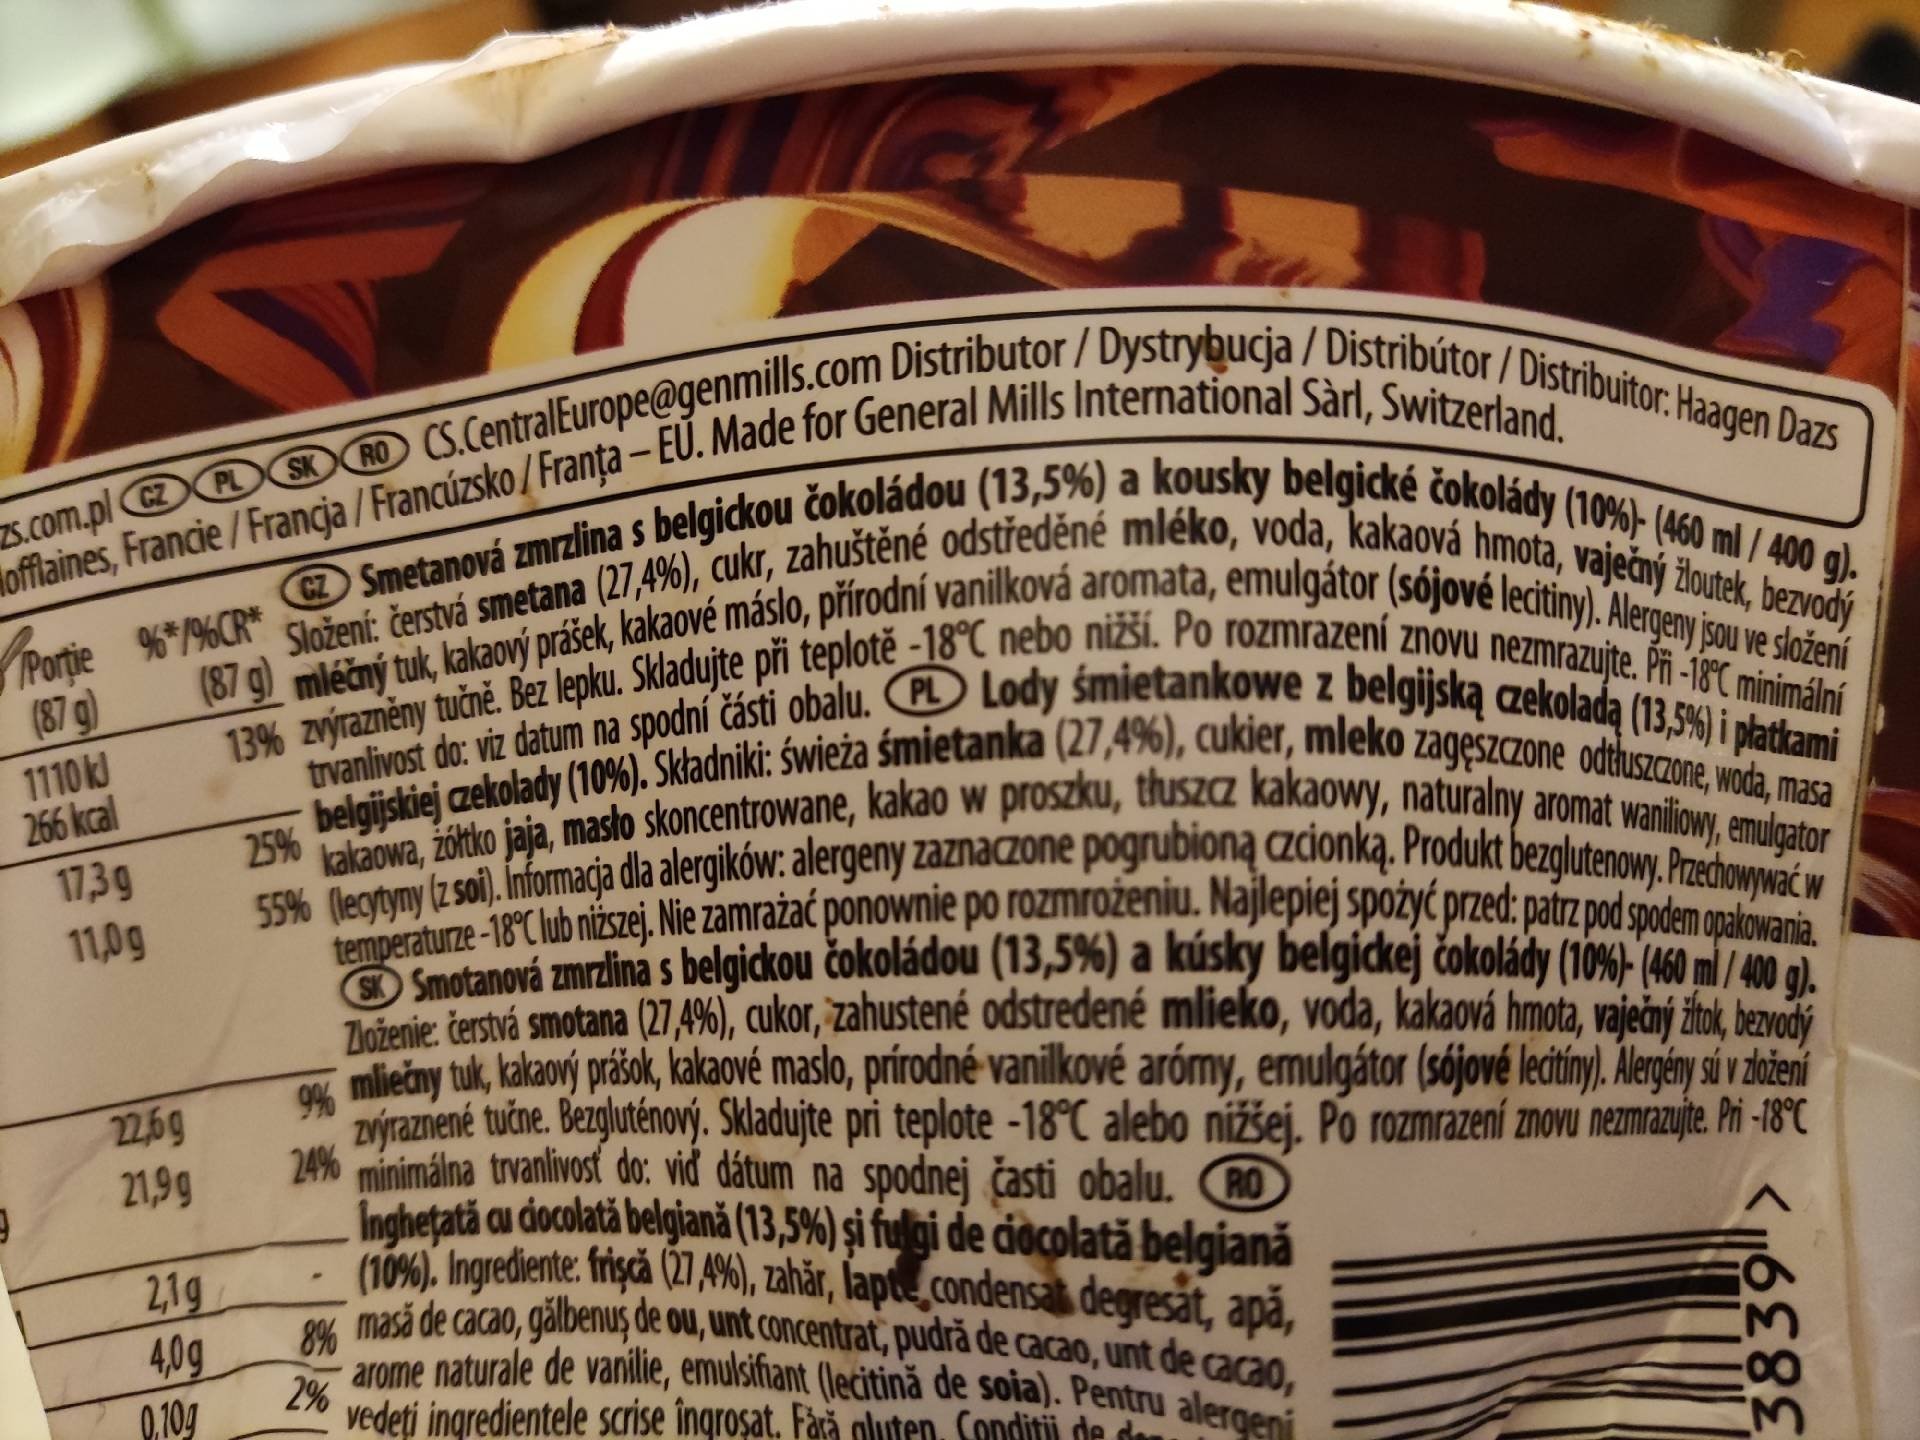 zs.com.pl CZ PL SK RO CS.CentralEurope@genmills.com Distributor / Dystrybucja / Distribútor / Distribuitor: Haagen Dazs
offlaines, Francie / Francja / Francúzsko / Franța – EU. Made for General Mills International Sàrl, Switzerland.
/Porție %*/%CR*
(87 g) (87 g)
1110 kJ 13%
266 kcal
17,3 g 25%
11,0 g 55%
22,6 g 9%
21,9 g 24%
2,1 g -
4,0 g 8%
0,10g 2%
CZ Smetanová zmrzlina s belgickou čokoládou (13,5%) a kousky belgické čokolády (10%)- (460 ml / 400 g).
Složení: čerstvá smetana (27,4%), cukr, zahuštěné odstředěné mléko, voda, kakaová hmota, vaječný žloutek, bezvodý
mléčný tuk, kakaový prášek, kakaové máslo, přírodní vanilková aromata, emulgátor (sójové lecitiny). Alergeny jsou ve složení
zvýrazněny tučně. Bez lepku. Skladujte při teplotě -18°C nebo nižší. Po rozmrazení znovu nezmrazujte. Při -18°C minimální
trvanlivost do: viz datum na spodní části obalu. PL Lody śmietankowe z belgijską czekoladą (13,5%) i płatkami
belgijskiej czekolady (10%). Składniki: świeża śmietanka (27,4%), cukier, mleko zagęszczone odtłuszczone, woda, masa
kakaowa, żółtko jaja, masło skoncentrowane, kakao w proszku, tłuszcz kakaowy, naturalny aromat waniliowy, emulgator
(lecytyny (z soi). Informacja dla alergików: alergeny zaznaczone pogrubioną czcionką. Produkt bezglutenowy. Przechowywać w
temperaturze -18°C lub niższej. Nie zamrażać ponownie po rozmrożeniu. Najlepiej spożyć przed: patrz pod spodem opakowania.
SK Smotanová zmrzlina s belgickou čokoládou (13,5%) a kúsky belgickej čokolády (10%)- (460 ml / 400 g).
Zloženie: čerstvá smotana (27,4%), cukor, zahustené odstredené mlieko, voda, kakaová hmota, vaječný žĺtok, bezvodý
mliečny tuk, kakaový prášok, kakaové maslo, prírodné vanilkové arómy, emulgátor (sójové lecitíny). Alergény sú v zložení
zvýraznené tučne. Bezgluténový. Skladujte pri teplote -18°C alebo nižšej. Po rozmrazení znovu nezmrazujte. Pri -18°C
minimálna trvanlivosť do: viď dátum na spodnej časti obalu. RO
Înghețată cu ciocolată belgiană (13,5%) și fulgi de ciocolată belgiană
(10%). Ingrediente: frișcă (27,4%), zahăr, lapte condensat degresat, apă,
masă de cacao, gălbenuș de ou, unt concentrat, pudră de cacao, unt de cacao,
arome naturale de vanilie, emulsifiant (lecitină de soia). Pentru alergeni
vedeți ingredientele scrise îngroșat. Fără gluten. Condiții de
3839 >